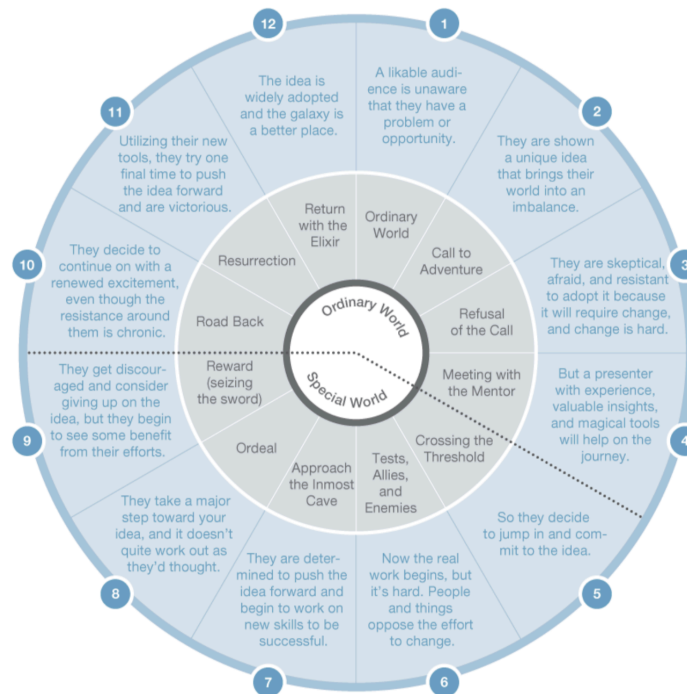 12
The idea is
widely adopted
and the galaxy is
a better place.
1
A likable audi-
ence is unaware
that they have a
problem or
opportunity.
2
They are shown
a unique idea
that brings their
world into an
imbalance.
3
They are skeptical,
afraid, and resistant
to adopt it because
it will require change,
and change is hard.
4
But a presenter
with experience,
valuable insights,
and magical tools
will help on the
journey.
5
So they decide
to jump in and com-
mit to the idea.
6
Now the real
work begins, but
it's hard. People
and things
oppose the effort
to change.
7
They are deter-
mined to push the
idea forward and
begin to work on
new skills to be
successful.
8
They take a major
step toward your
idea, and it doesn't
quite work out as
they'd thought.
9
They get discour-
aged and consider
giving up on the
idea, but they begin
to see some benefit
from their efforts.
10
They decide to
continue on with a
renewed excitement,
even though the
resistance around
them is chronic.
11
Utilizing their new
tools, they try one
final time to push
the idea forward
and are victorious.
Return
with the
Elixir
Ordinary
World
Call to
Adventure
Refusal
of the Call
Meeting with
the Mentor
Crossing the
Threshold
Tests,
Allies,
and
Enemies
Approach
the Inmost
Cave
Ordeal
Reward
(seizing
the sword)
Road Back
Resurrection
Ordinary World
Special World